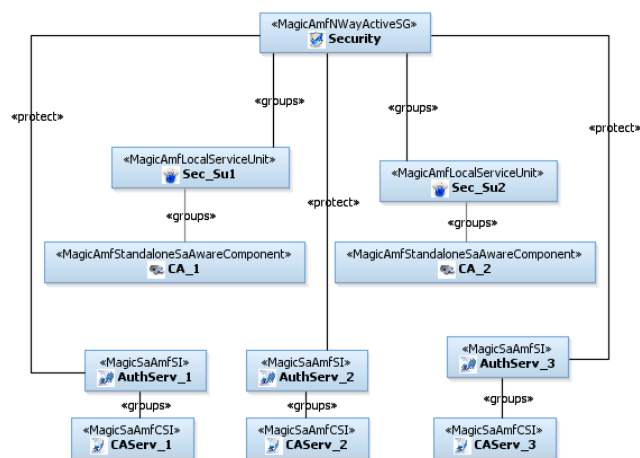 «MagicAmfNWayActiveSG»
Security
«groups»
«groups»
«protect»
«protect»
«MagicAmfLocalServiceUnit»
Sec_Su1
«MagicAmfLocalServiceUnit»
Sec_Su2
«protect»
«groups»
«groups»
«MagicAmfStandaloneSaAwareComponent»
CA_1
«MagicAmfStandaloneSaAwareComponent»
CA_2
«MagicSaAmfSI»
AuthServ_1
«MagicSaAmfSI»
AuthServ_2
«MagicSaAmfSI»
AuthServ_3
«groups»
«groups»
«groups»
«MagicSaAmfCSI»
CAServ_1
«MagicSaAmfCSI»
CAServ_2
«MagicSaAmfCSI»
CAServ_3